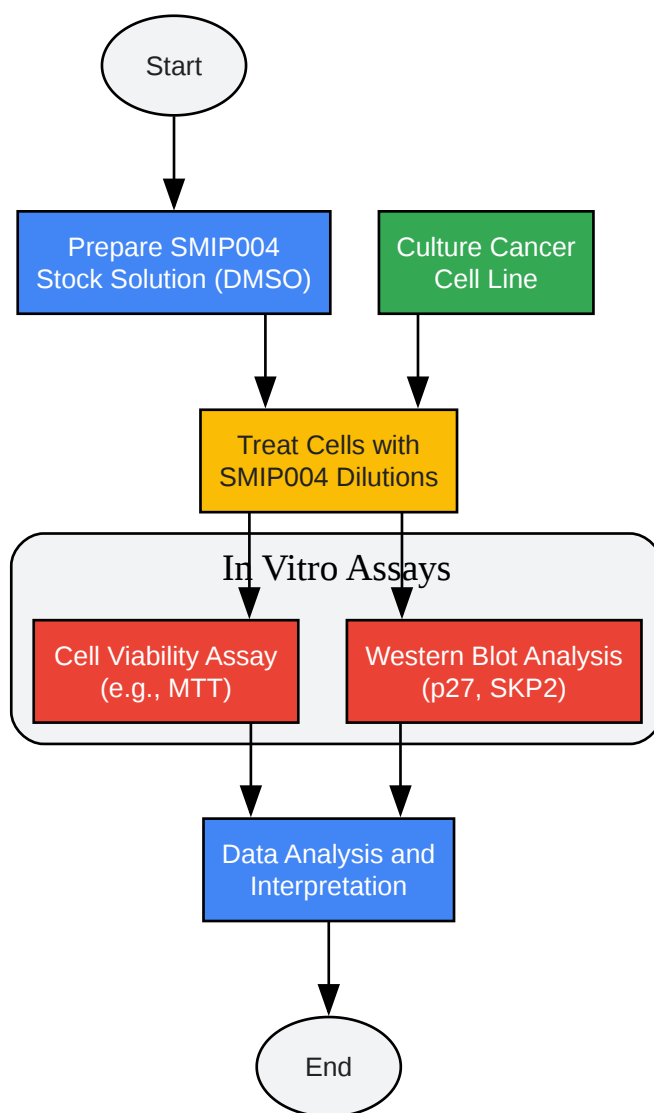 Start
Prepare SMIP004
Stock Solution (DMSO)
Culture Cancer
Cell Line
Treat Cells with
SMIP004 Dilutions
In Vitro Assays
Cell Viability Assay
(e.g., MTT)
Western Blot Analysis
(p27, SKP2)
Data Analysis and
Interpretation
End